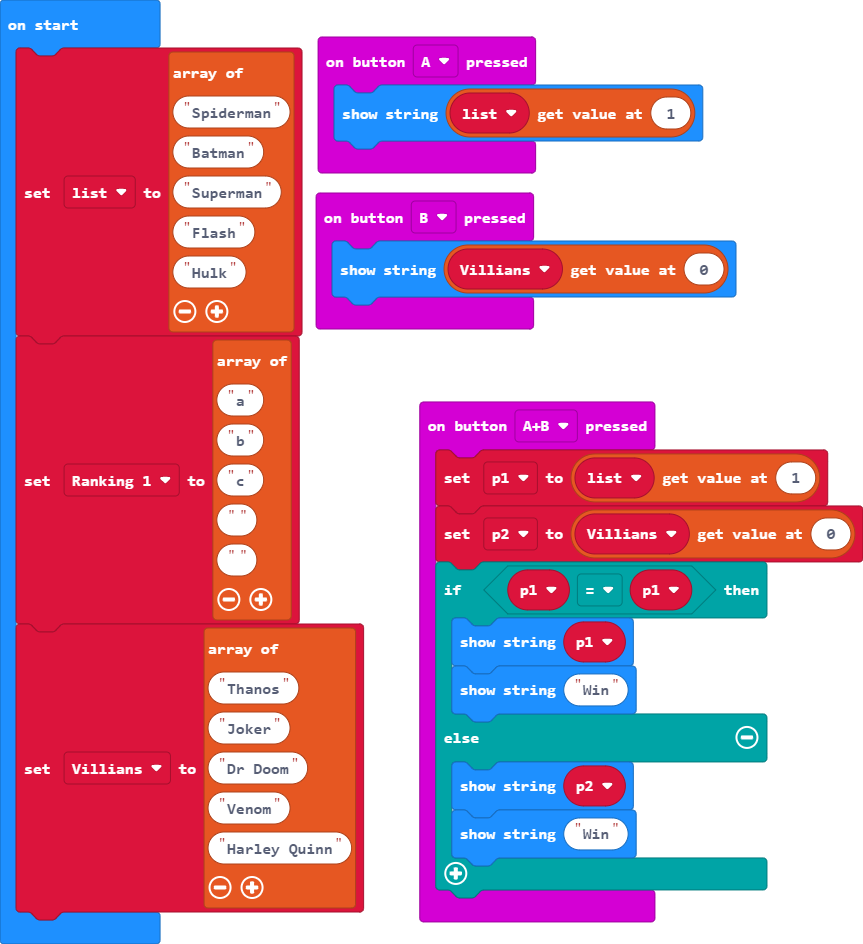 on start
set list to array of
"Spiderman"
"Batman"
"Superman"
"Flash"
"Hulk"
set Ranking 1 to array of
"a"
"b"
"c"
" "
" "
set Villians to array of
"Thanos"
"Joker"
"Dr Doom"
"Venom"
"Harley Quinn"
on button A pressed
show string list get value at 1
on button B pressed
show string Villians get value at 0
on button A+B pressed
set p1 to list get value at 1
set p2 to Villians get value at 0
if p1 = p1 then
show string p1
show string "Win"
else
show string p2
show string "Win"